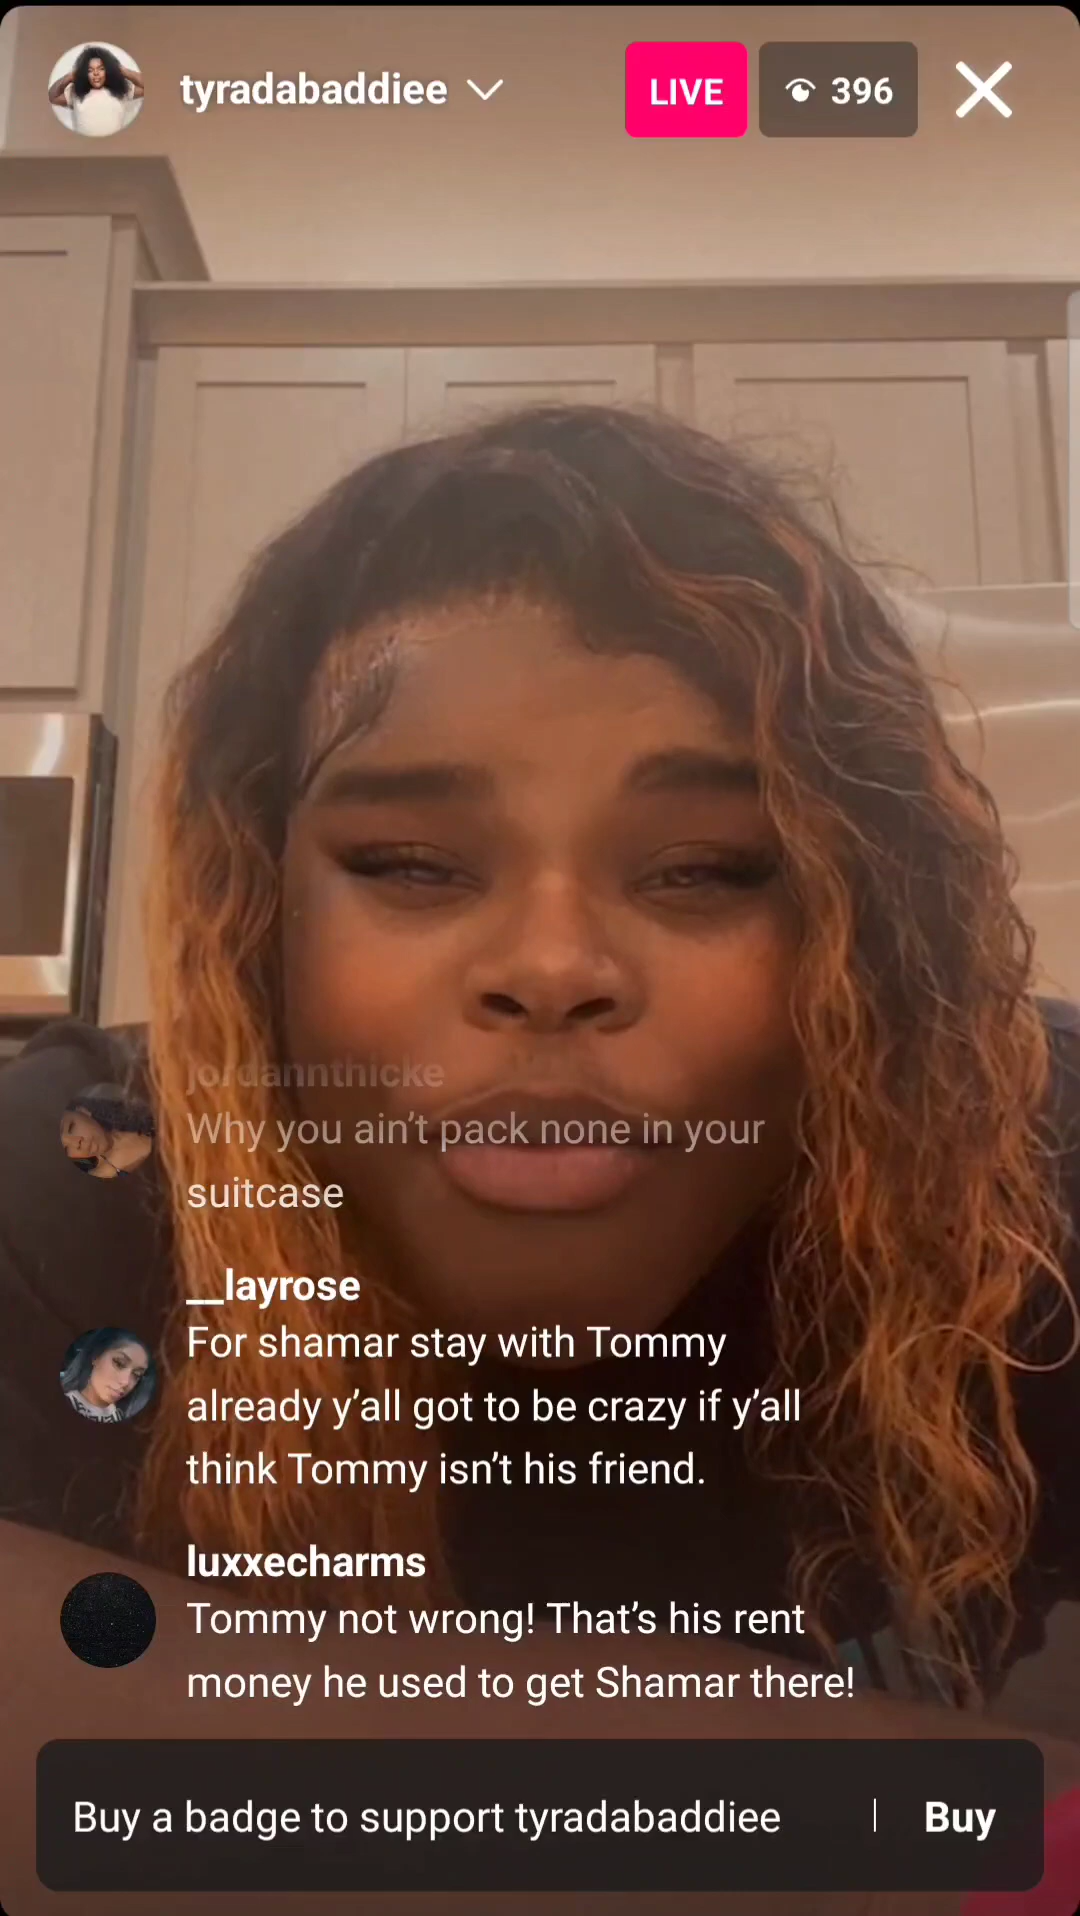 tyradabaddiee
LIVE
396
jordannthicke
Why you ain't pack none in your
suitcase
__layrose
For shamar stay with Tommy
already y'all got to be crazy if y'all
think Tommy isn't his friend.
luxxecharms
Tommy not wrong! That's his rent
money he used to get Shamar there!
Buy a badge to support tyradabaddiee | Buy